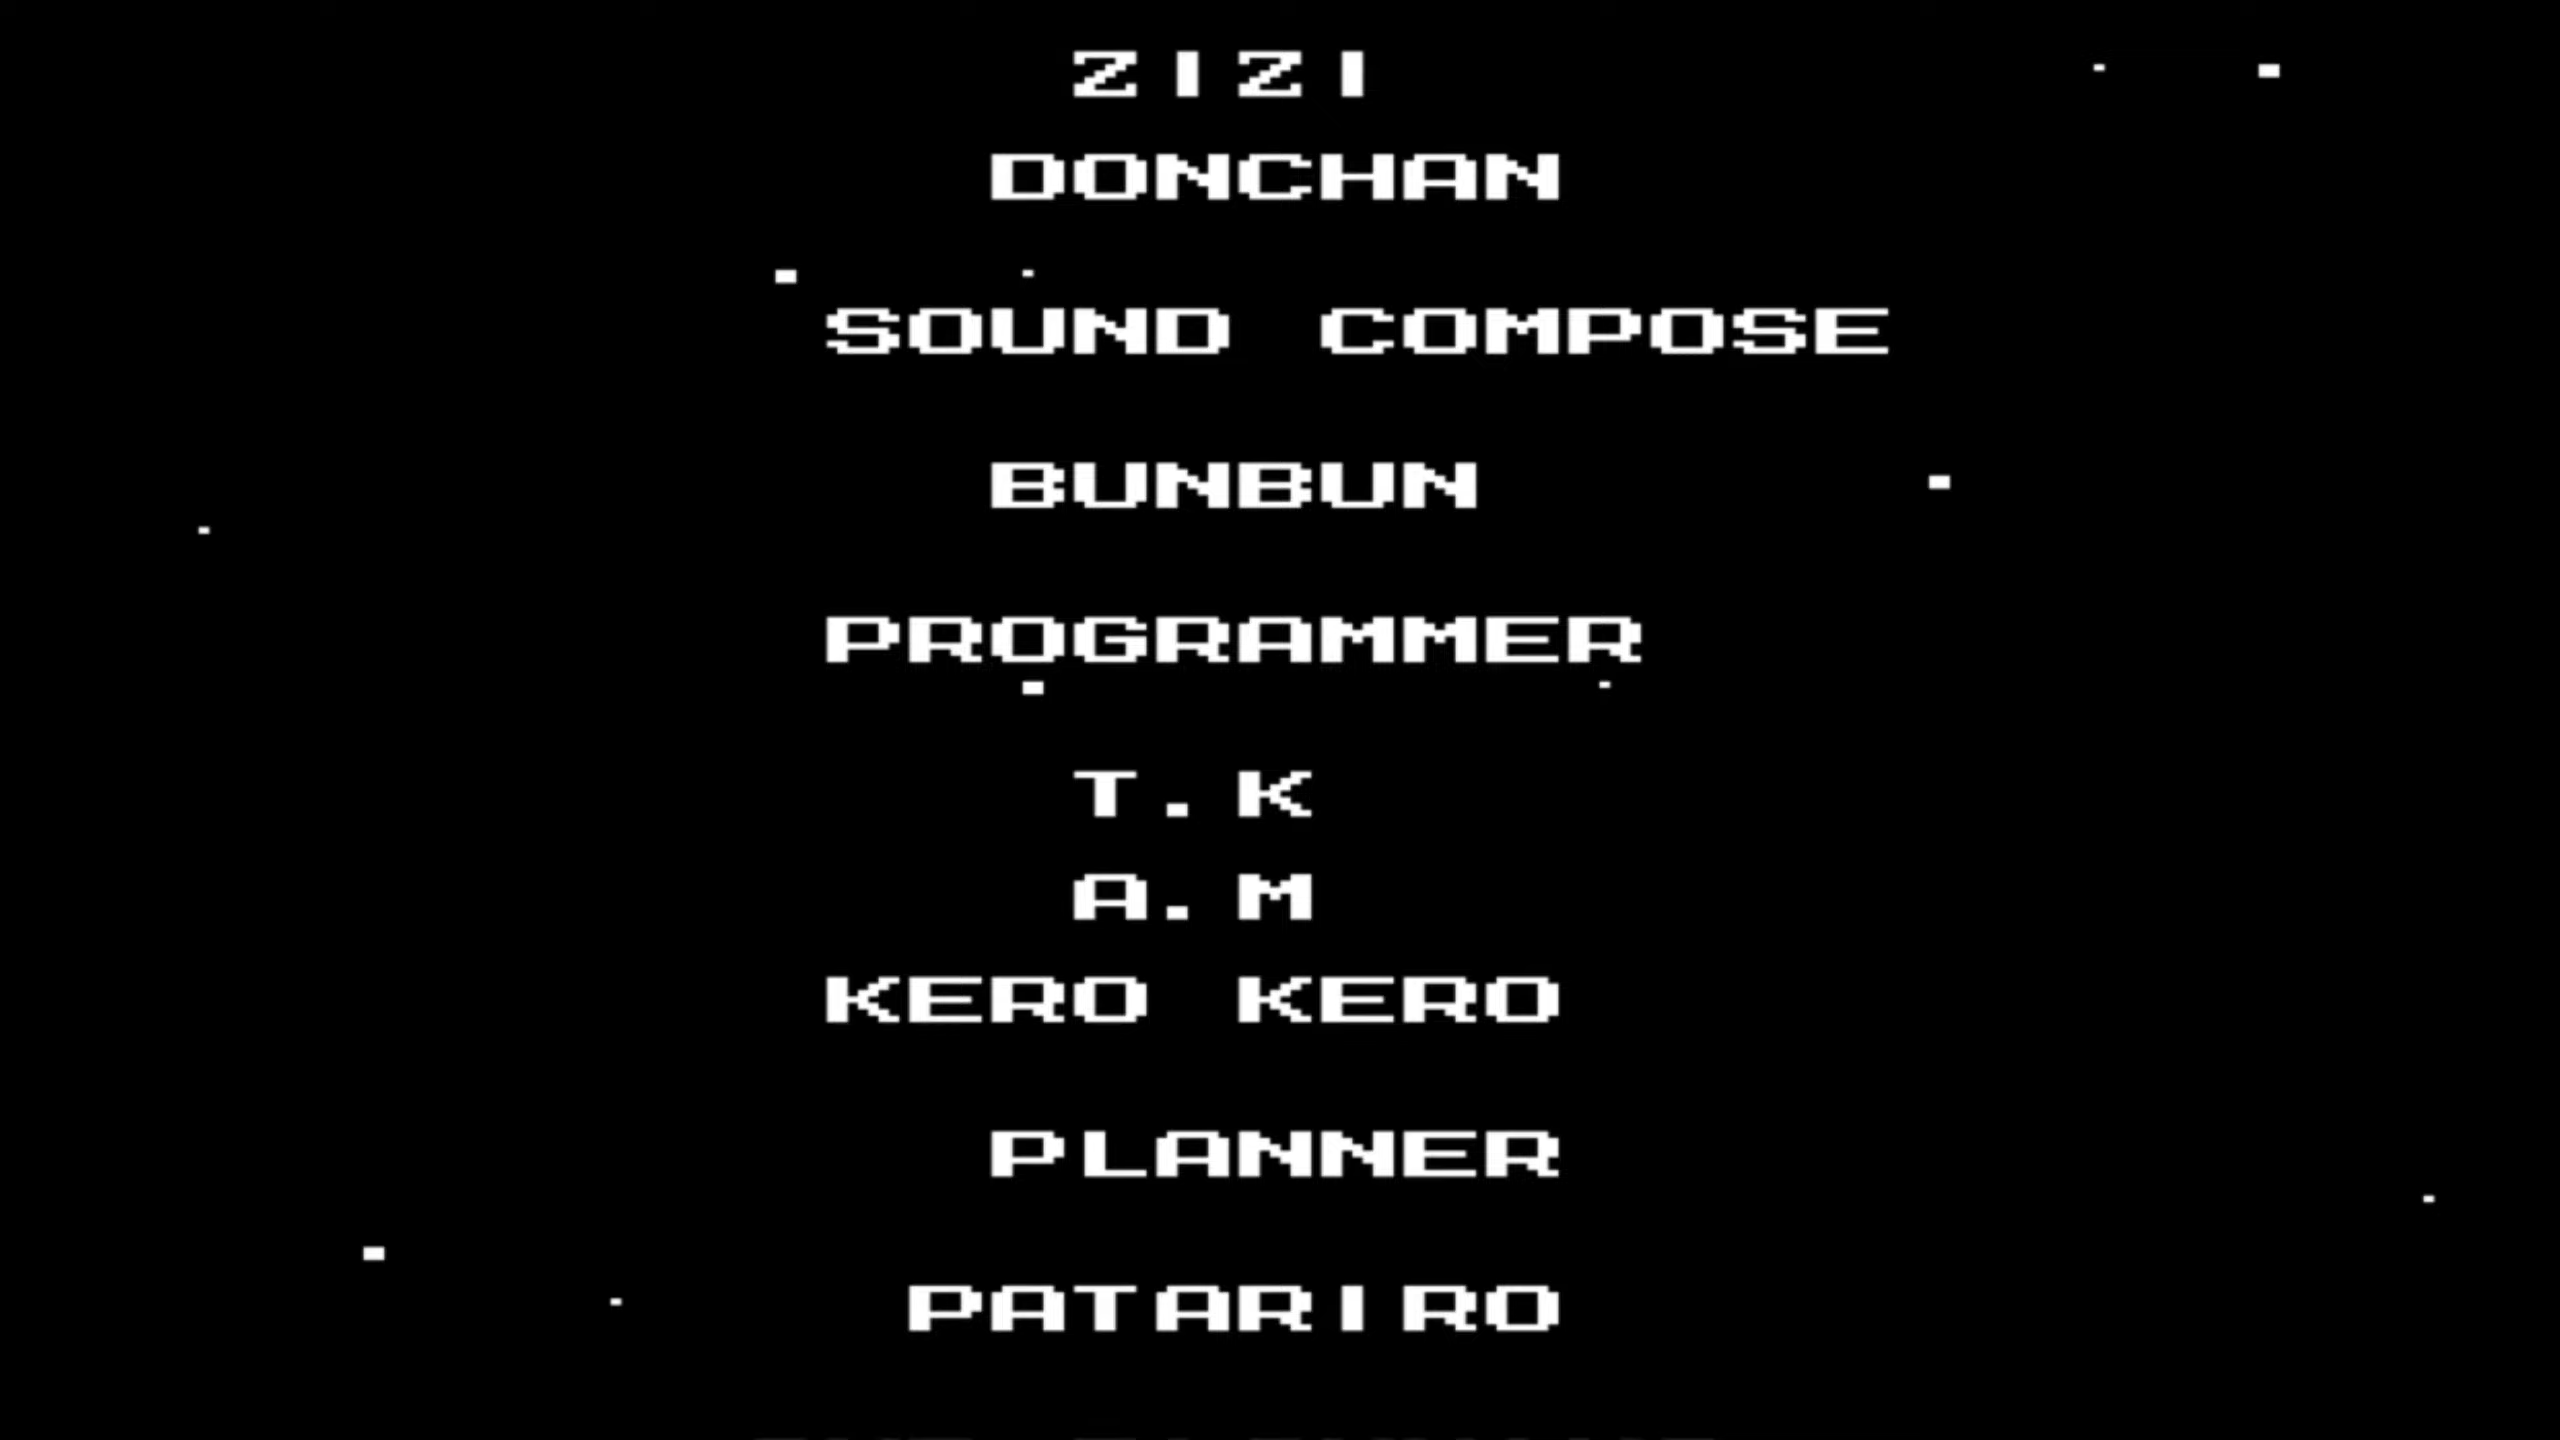 ZIZI
DONCHAN
SOUND COMPOSE
BUNBUN
PROGRAMMER
T.K
A.M
KERO KERO
PLANNER
PATARIRO